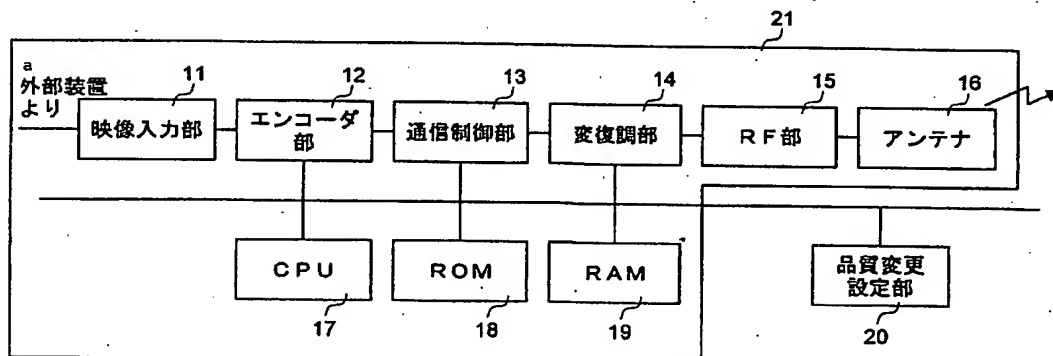 21
a
外部装置
より
11
映像入力部
12
エンコーダ
部
13
通信制御部
14
変復調部
15
RF部
16
アンテナ
CPU
17
ROM
18
RAM
19
品質変更
設定部
20